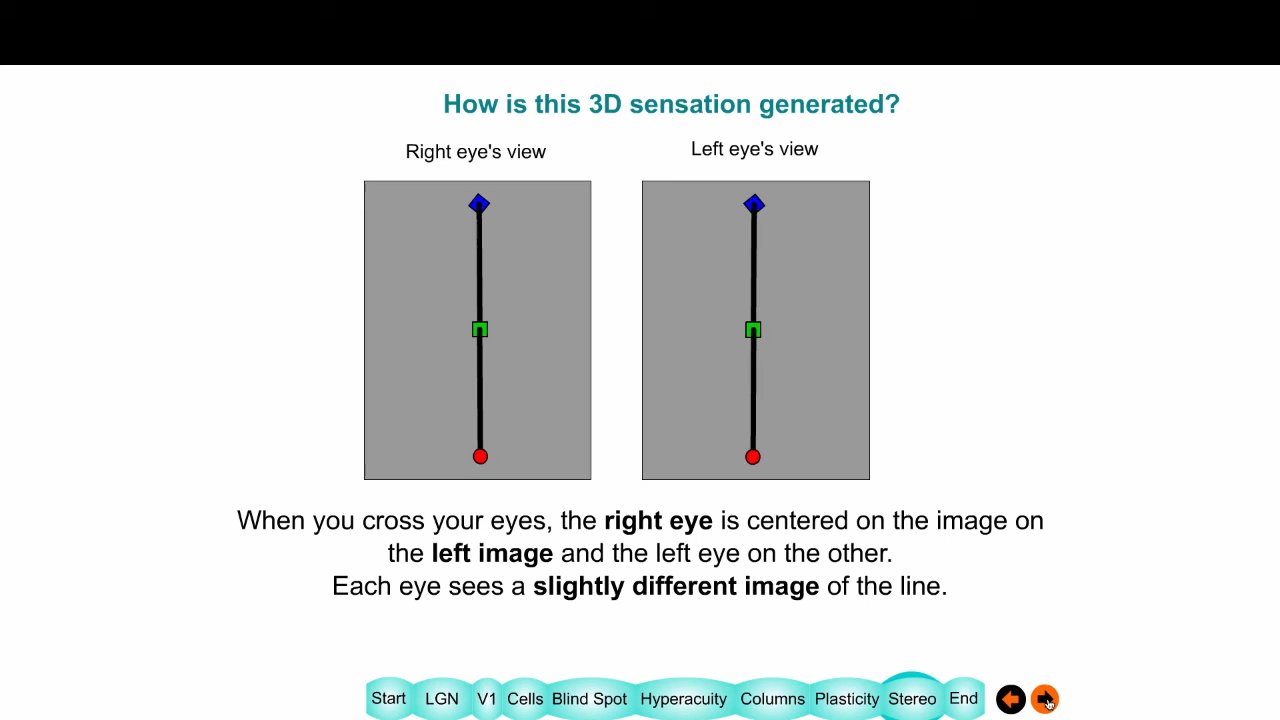 How is this 3D sensation generated?
Right eye's view
Left eye's view
When you cross your eyes, the right eye is centered on the image on
the left image and the left eye on the other.
Each eye sees a slightly different image of the line.
Start LGN V1 Cells Blind Spot Hyperacuity Columns Plasticity Stereo End